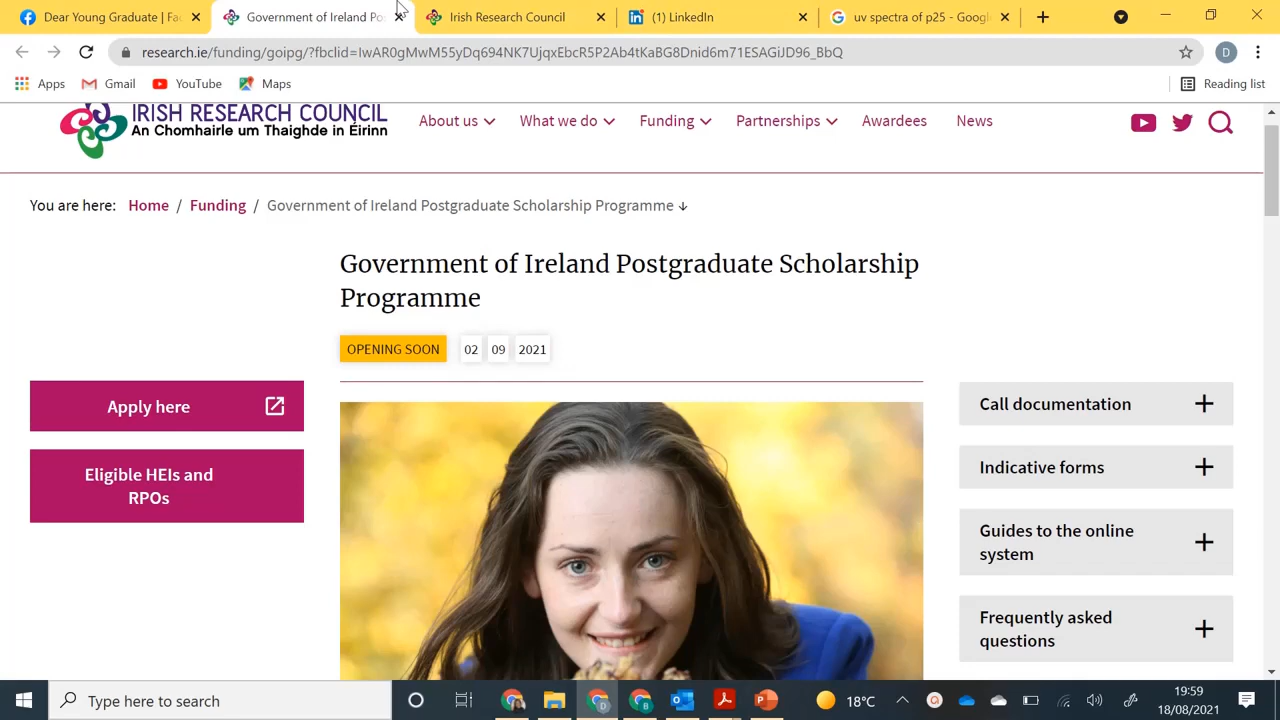 Dear Young Graduate | Fac
Government of Ireland Pos
Irish Research Council
(1) LinkedIn
uv spectra of p25 - Google
research.ie/funding/goipg/?fbclid=IwAR0gMwM55yDq694NK7UjqxEbcR5P2Ab4tKaBG8Dnid6m71ESAGiJD96_BbQ
D
Apps
Gmail
YouTube
Maps
Reading list
IRISH RESEARCH COUNCIL
An Chomhairle um Thaighde in Éirinn
About us
What we do
Funding
Partnerships
Awardees
News
You are here: Home / Funding / Government of Ireland Postgraduate Scholarship Programme
Government of Ireland Postgraduate Scholarship
Programme
OPENING SOON 02 09 2021
Apply here
Eligible HEIs and
RPOs
Call documentation
Indicative forms
Guides to the online
system
Frequently asked
questions
Type here to search
18°C
19:59
18/08/2021